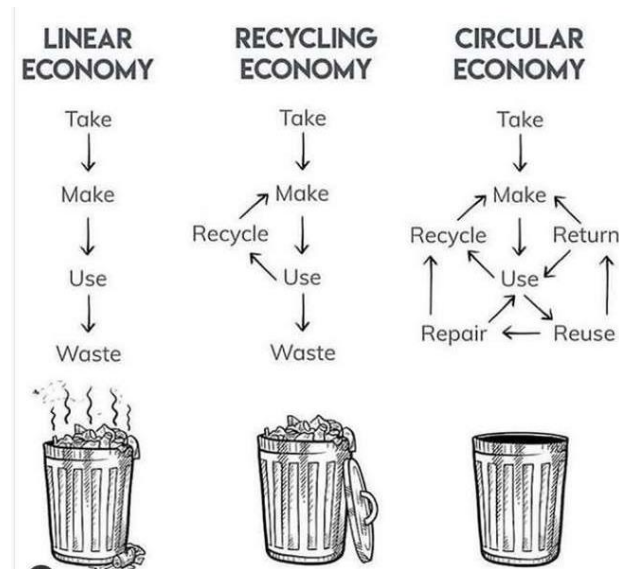 LINEAR
ECONOMY
Take
Make
Use
Waste
RECYCLING
ECONOMY
Take
Make
Recycle
Use
Waste
CIRCULAR
ECONOMY
Take
Make
Recycle
Return
Use
Repair
Reuse